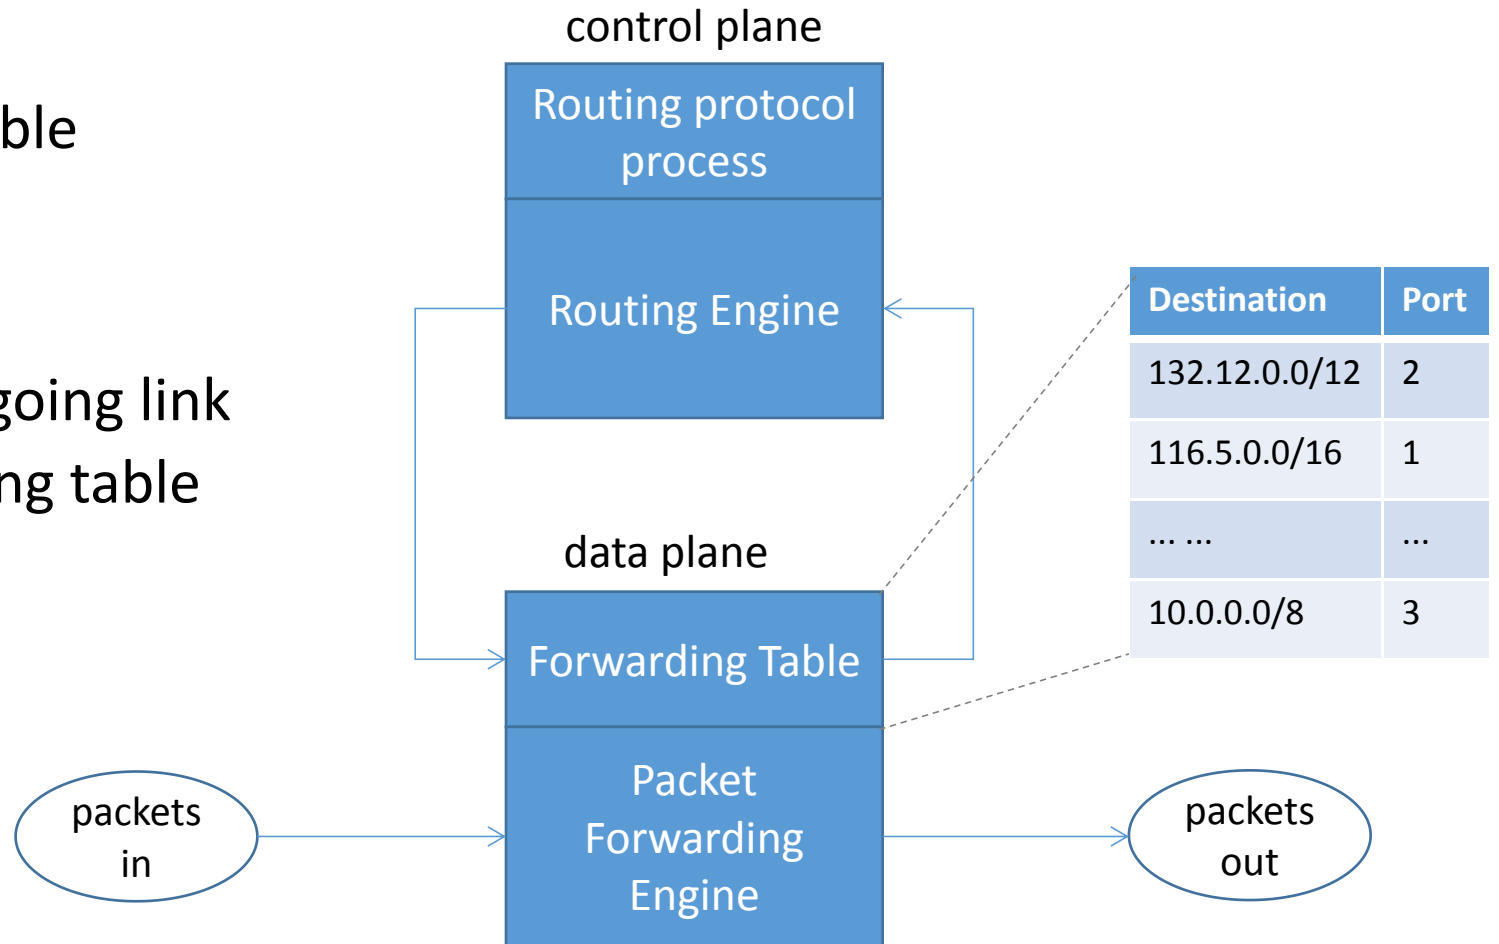 ble
going link
ng table
control plane
Routing protocol
process
Routing Engine
data plane
Forwarding Table
Packet
Forwarding
Engine
packets
in
packets
out
Destination Port
132.12.0.0/12 2
116.5.0.0/16 1
... ... ...
10.0.0.0/8 3